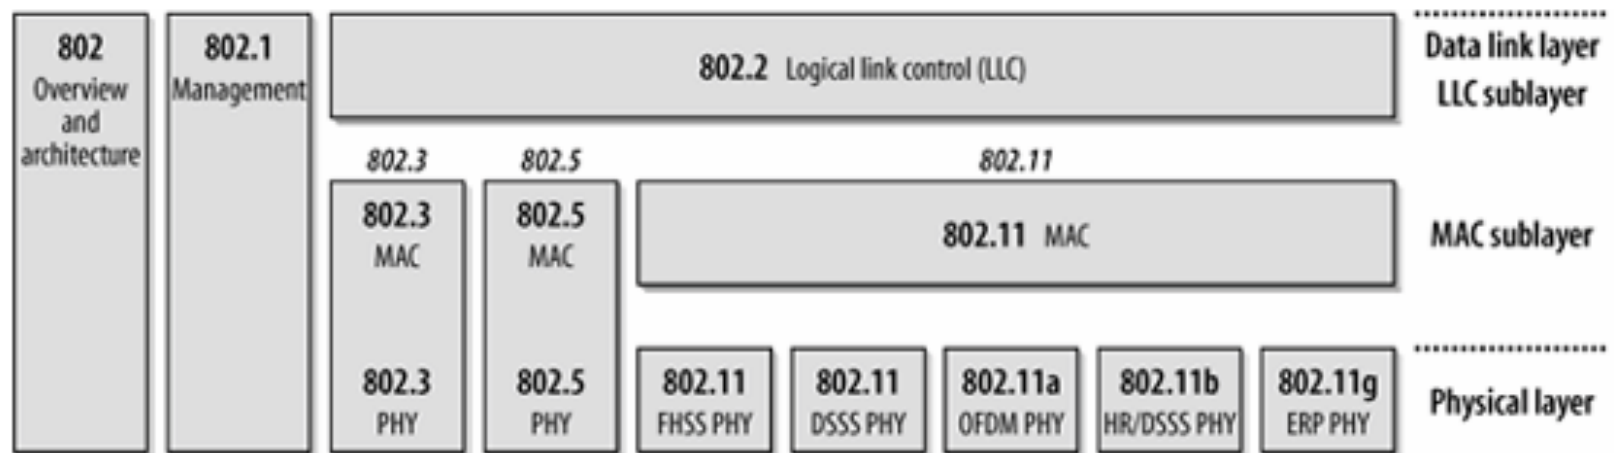 802
Overview
and
architecture
802.1
Management
802.2 Logical link control (LLC)
Data link layer
LLC sublayer
802.3
802.5
802.11
802.3
MAC
802.5
MAC
802.11 MAC
MAC sublayer
802.3
PHY
802.5
PHY
802.11
FHSS PHY
802.11
DSSS PHY
802.11a
OFDM PHY
802.11b
HR/DSSS PHY
802.11g
ERP PHY
Physical layer